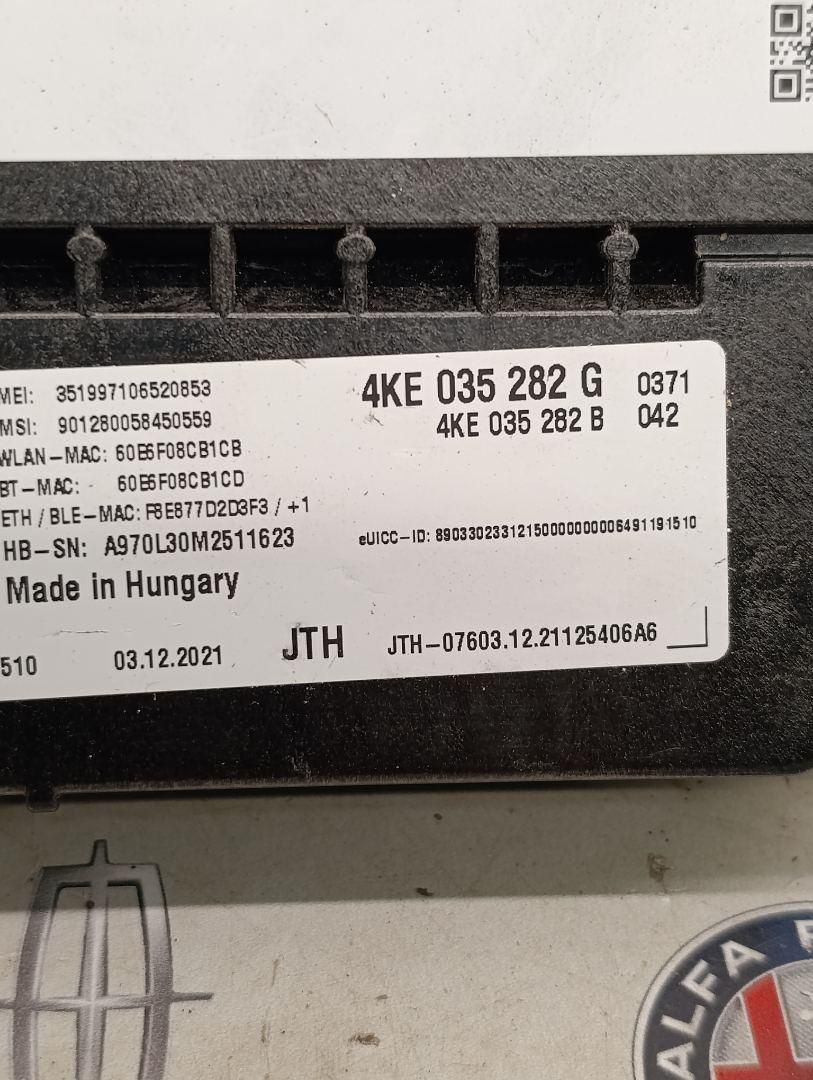 MEI: 351997106520853
4KE 035 282 G 0371
MSI: 901280058450559
4KE 035 282 B 042
WLAN-MAC: 60E6F08CB1CB
BT-MAC: 60E6F08CB1CD
ETH / BLE-MAC: F8E877D2D3F3 / +1
HB-SN: A970L30M2511623
eUICC-ID: 89033023312150000000006491191510
Made in Hungary
510 03.12.2021 JTH JTH-07603.12.21125406A6
ALFA